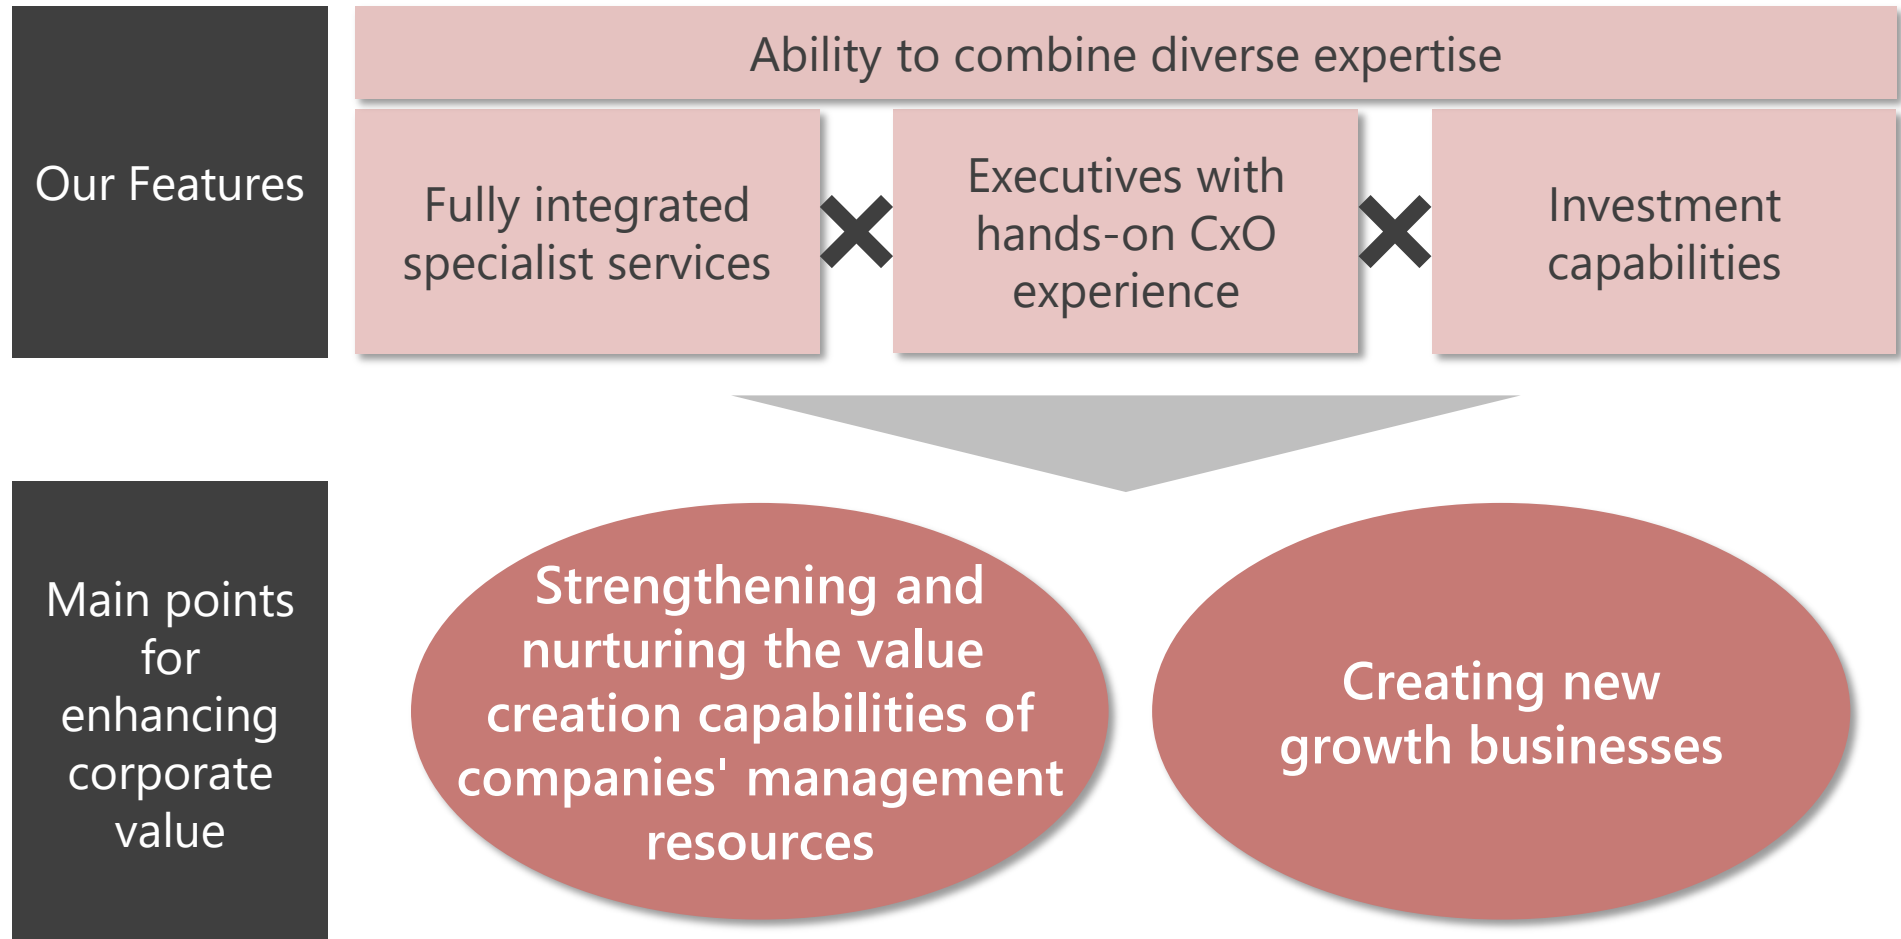 Our Features
Ability to combine diverse expertise
Fully integrated
specialist services
Executives with
hands-on CxO
experience
Investment
capabilities
Main points
for
enhancing
corporate
value
Strengthening and
nurturing the value
creation capabilities of
companies' management
resources
Creating new
growth businesses